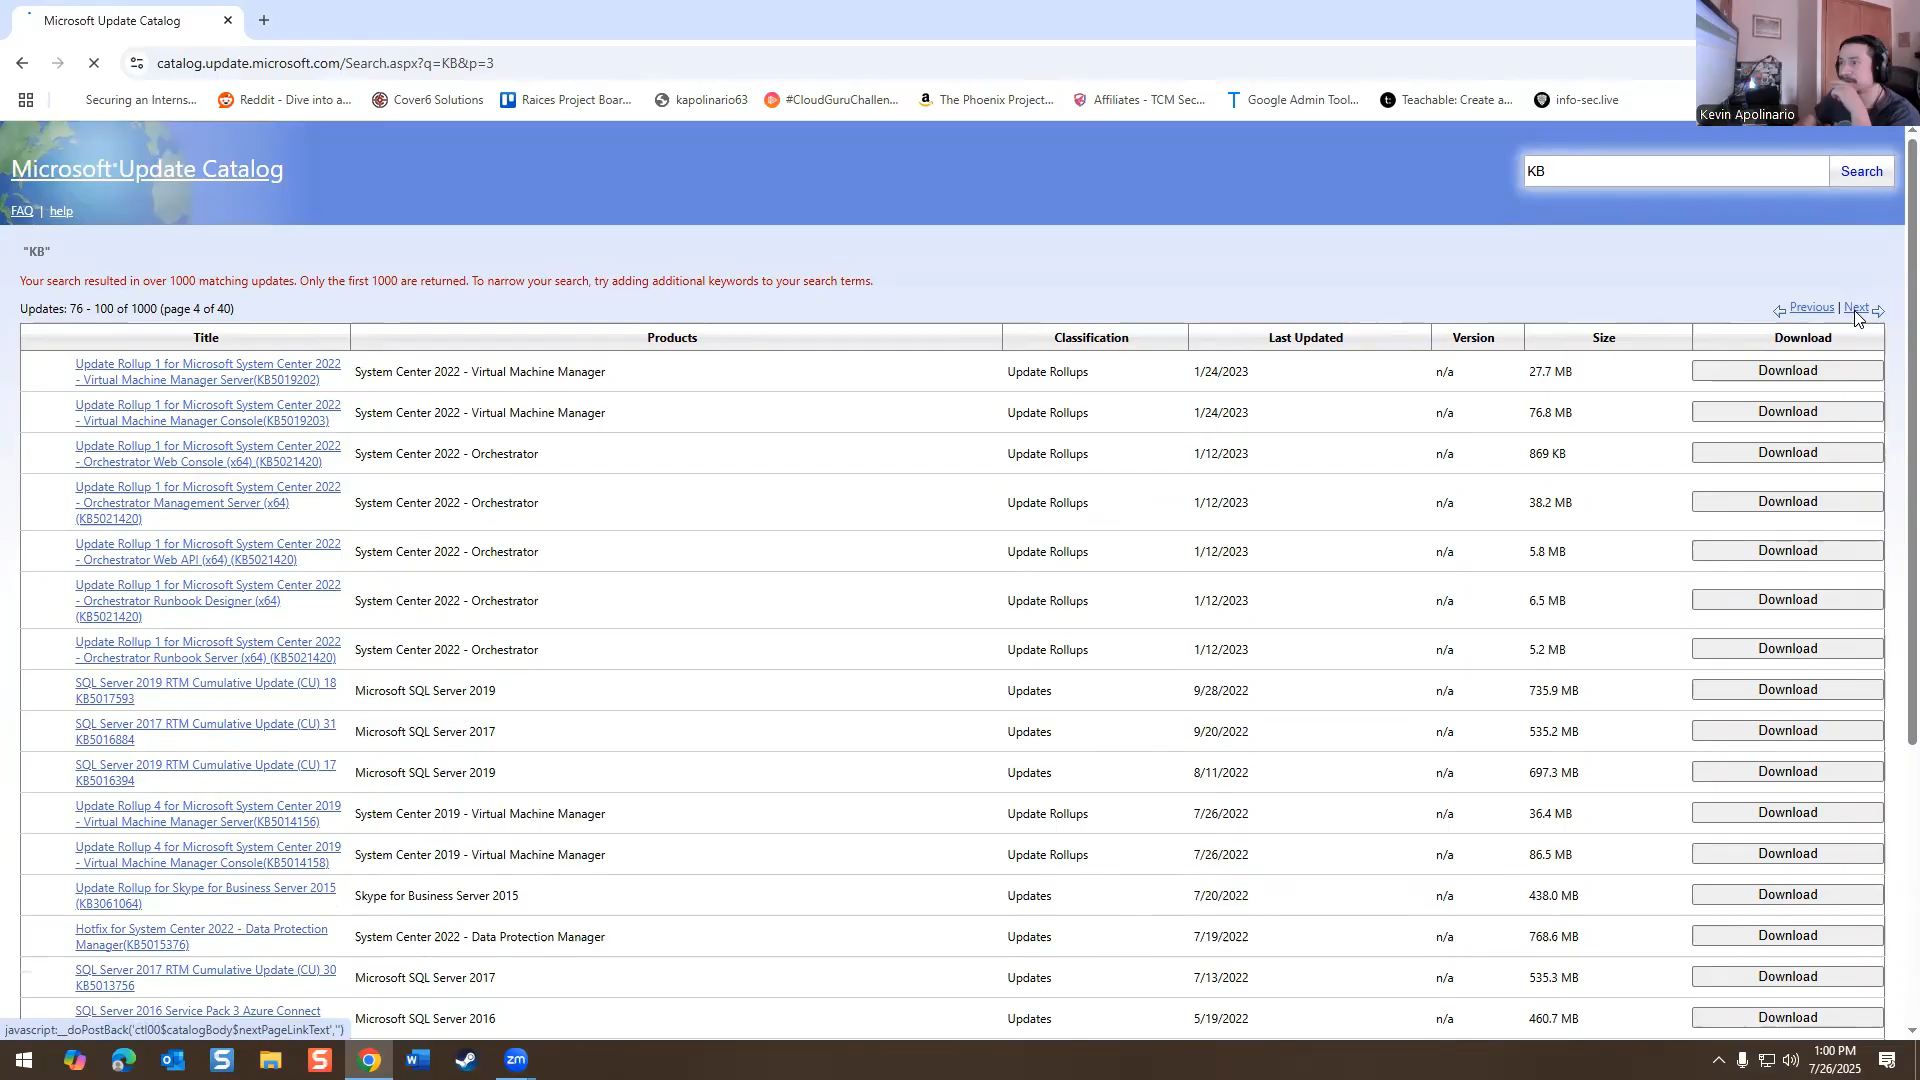 Microsoft Update Catalog
catalog.update.microsoft.com/Search.aspx?q=KB&p=3
Securing an Interns...
Reddit - Dive into a...
Cover6 Solutions
Raices Project Boar...
kapolinario63
#CloudGuruChallen...
The Phoenix Project...
Affiliates - TCM Sec...
Google Admin Tool...
Teachable: Create a...
info-sec.live
Kevin Apolinario
Microsoft Update Catalog
KB
Search
FAQ | help
"KB"
Your search resulted in over 1000 matching updates. Only the first 1000 are returned. To narrow your search, try adding additional keywords to your search terms.
Updates: 76 - 100 of 1000 (page 4 of 40)
Previous | Next
Title Products Classification Last Updated Version Size Download
Update Rollup 1 for Microsoft System Center 2022
- Virtual Machine Manager Server(KB5019202)
System Center 2022 - Virtual Machine Manager Update Rollups 1/24/2023 n/a 27.7 MB Download
Update Rollup 1 for Microsoft System Center 2022
- Virtual Machine Manager Console(KB5019203)
System Center 2022 - Virtual Machine Manager Update Rollups 1/24/2023 n/a 76.8 MB Download
Update Rollup 1 for Microsoft System Center 2022
- Orchestrator Web Console (x64) (KB5021420)
System Center 2022 - Orchestrator Update Rollups 1/12/2023 n/a 869 KB Download
Update Rollup 1 for Microsoft System Center 2022
- Orchestrator Management Server (x64)
(KB5021420)
System Center 2022 - Orchestrator Update Rollups 1/12/2023 n/a 38.2 MB Download
Update Rollup 1 for Microsoft System Center 2022
- Orchestrator Web API (x64) (KB5021420)
System Center 2022 - Orchestrator Update Rollups 1/12/2023 n/a 5.8 MB Download
Update Rollup 1 for Microsoft System Center 2022
- Orchestrator Runbook Designer (x64)
(KB5021420)
System Center 2022 - Orchestrator Update Rollups 1/12/2023 n/a 6.5 MB Download
Update Rollup 1 for Microsoft System Center 2022
- Orchestrator Runbook Server (x64) (KB5021420)
System Center 2022 - Orchestrator Update Rollups 1/12/2023 n/a 5.2 MB Download
SQL Server 2019 RTM Cumulative Update (CU) 18
KB5017593
Microsoft SQL Server 2019 Updates 9/28/2022 n/a 735.9 MB Download
SQL Server 2017 RTM Cumulative Update (CU) 31
KB5016884
Microsoft SQL Server 2017 Updates 9/20/2022 n/a 535.2 MB Download
SQL Server 2019 RTM Cumulative Update (CU) 17
KB5016394
Microsoft SQL Server 2019 Updates 8/11/2022 n/a 697.3 MB Download
Update Rollup 4 for Microsoft System Center 2019
- Virtual Machine Manager Server(KB5014156)
System Center 2019 - Virtual Machine Manager Update Rollups 7/26/2022 n/a 36.4 MB Download
Update Rollup 4 for Microsoft System Center 2019
- Virtual Machine Manager Console(KB5014158)
System Center 2019 - Virtual Machine Manager Update Rollups 7/26/2022 n/a 86.5 MB Download
Update Rollup for Skype for Business Server 2015
(KB3061064)
Skype for Business Server 2015 Updates 7/20/2022 n/a 438.0 MB Download
Hotfix for System Center 2022 - Data Protection
Manager(KB5015376)
System Center 2022 - Data Protection Manager Updates 7/19/2022 n/a 768.6 MB Download
SQL Server 2017 RTM Cumulative Update (CU) 30
KB5013756
Microsoft SQL Server 2017 Updates 7/13/2022 n/a 535.3 MB Download
SQL Server 2016 Service Pack 3 Azure Connect
Microsoft SQL Server 2016 Updates 5/19/2022 n/a 460.7 MB Download
javascript:__doPostBack('ctl00$catalogBody$nextPageLinkText','')
zm
1:00 PM
7/26/2025